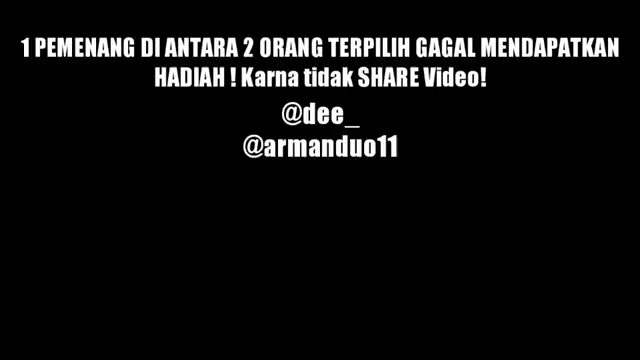 1 PEMENANG DI ANTARA 2 ORANG TERPILIH GAGAL MENDAPATKAN
HADIAH ! Karna tidak SHARE Video!
@dee_
@armanduo11